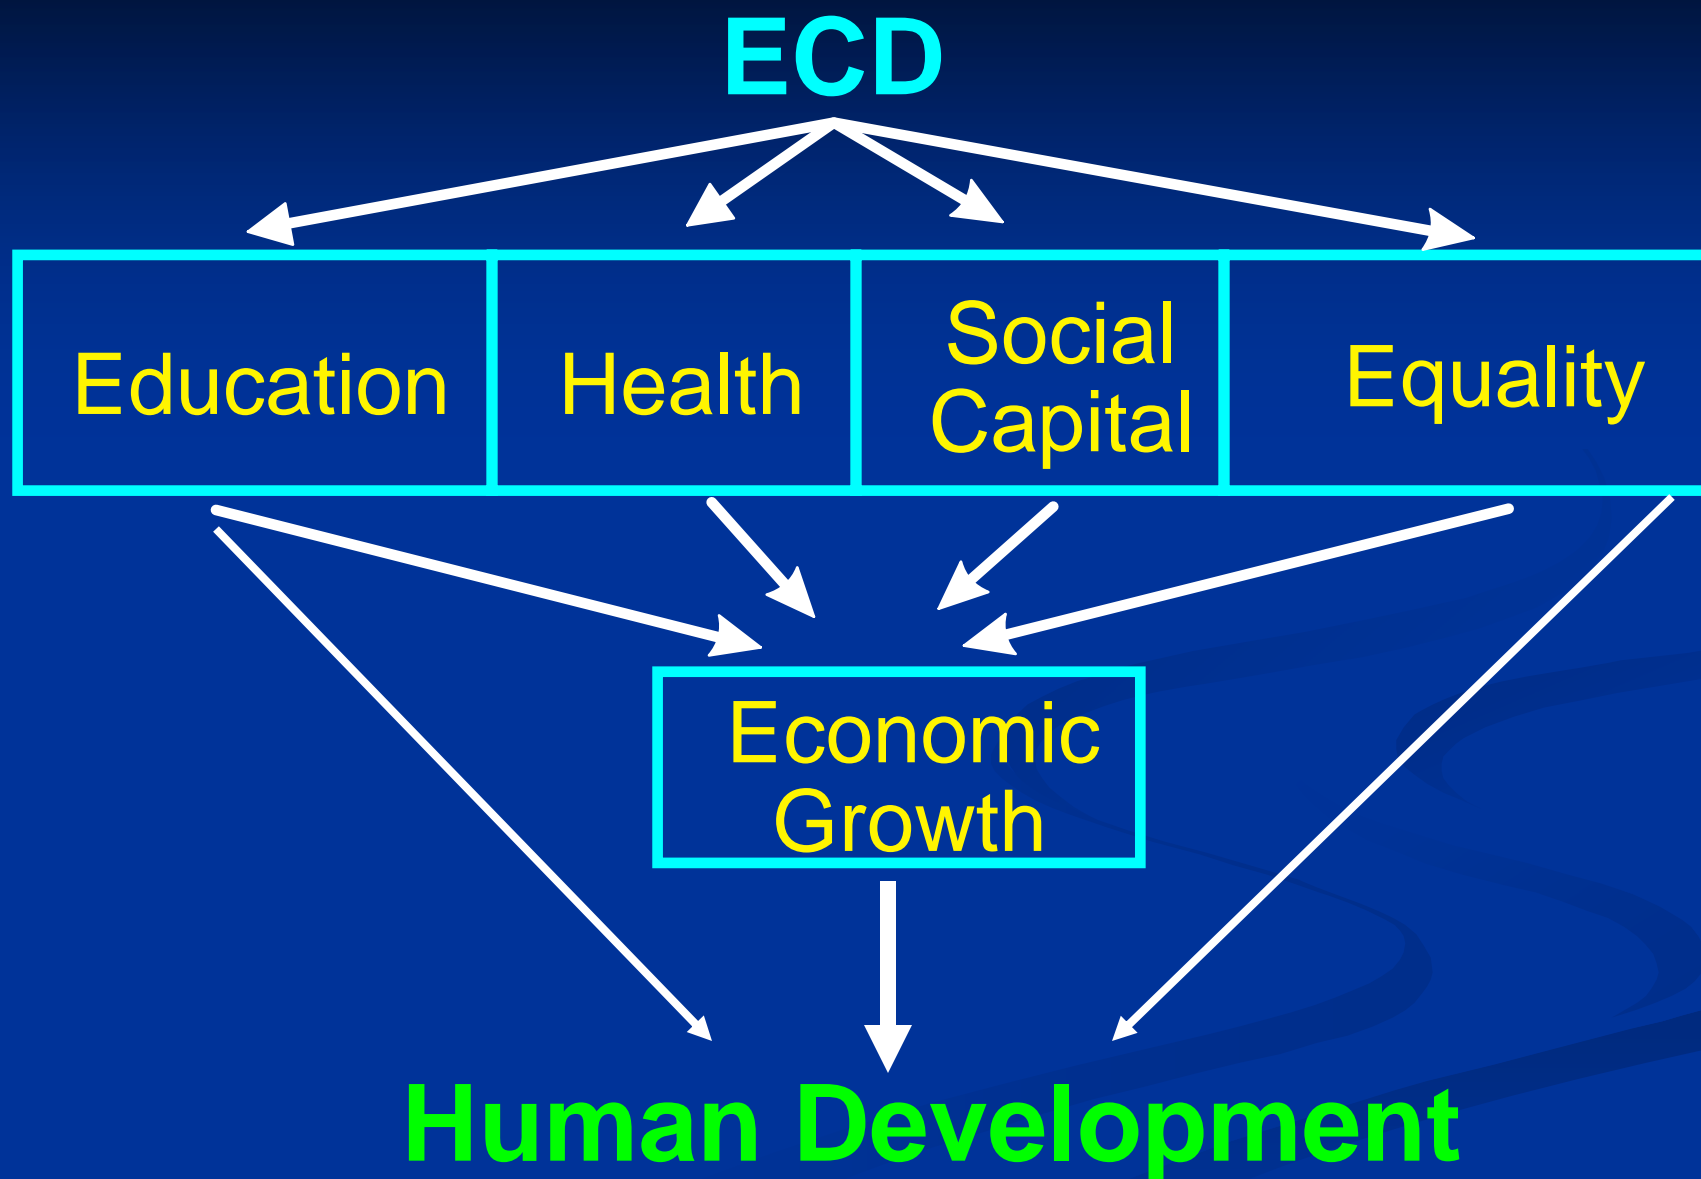 ECD
Education
Health
Social
Capital
Equality
Economic
Growth
Human Development